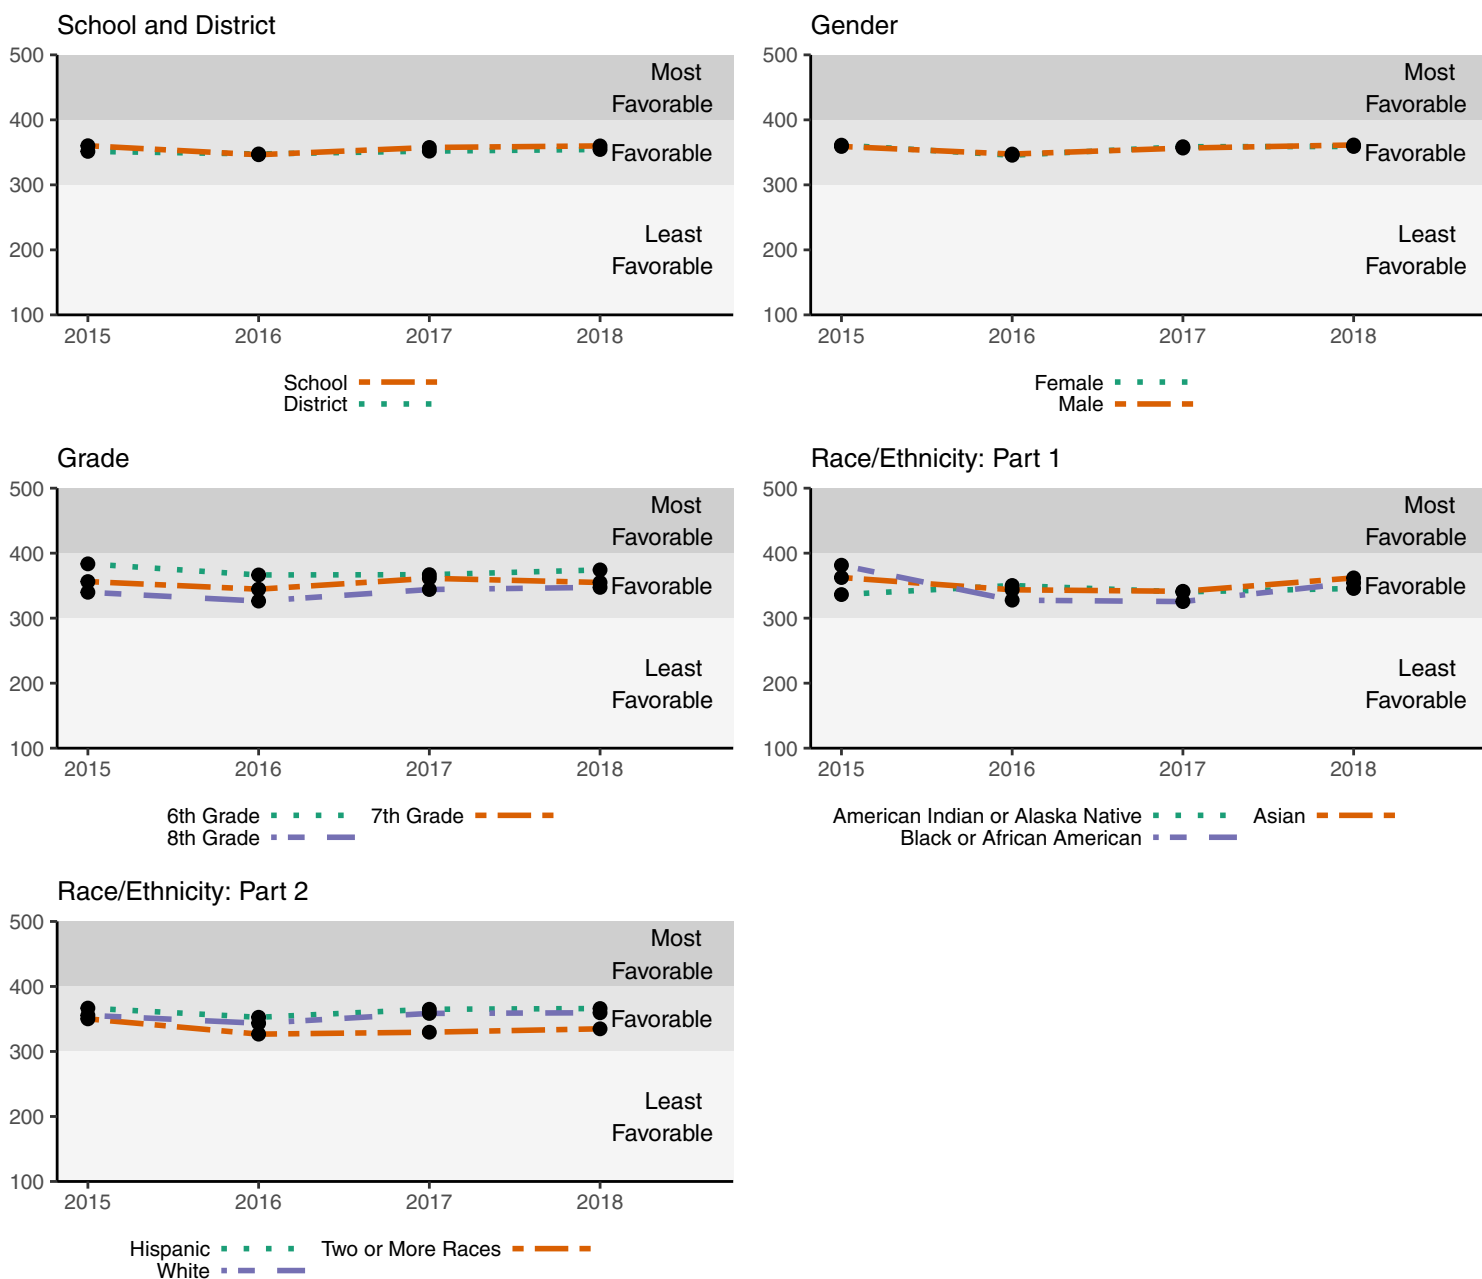 School and District
500
400
300
200
100
Most
Favorable
Favorable
Least
Favorable
2015 2016 2017 2018
School
District
Gender
500
400
300
200
100
Most
Favorable
Favorable
Least
Favorable
2015 2016 2017 2018
Female
Male
Grade
500
400
300
200
100
Most
Favorable
Favorable
Least
Favorable
2015 2016 2017 2018
6th Grade 7th Grade
8th Grade
Race/Ethnicity: Part 1
500
400
300
200
100
Most
Favorable
Favorable
Least
Favorable
2015 2016 2017 2018
American Indian or Alaska Native Asian
Black or African American
Race/Ethnicity: Part 2
500
400
300
200
100
Most
Favorable
Favorable
Least
Favorable
2015 2016 2017 2018
Hispanic Two or More Races
White